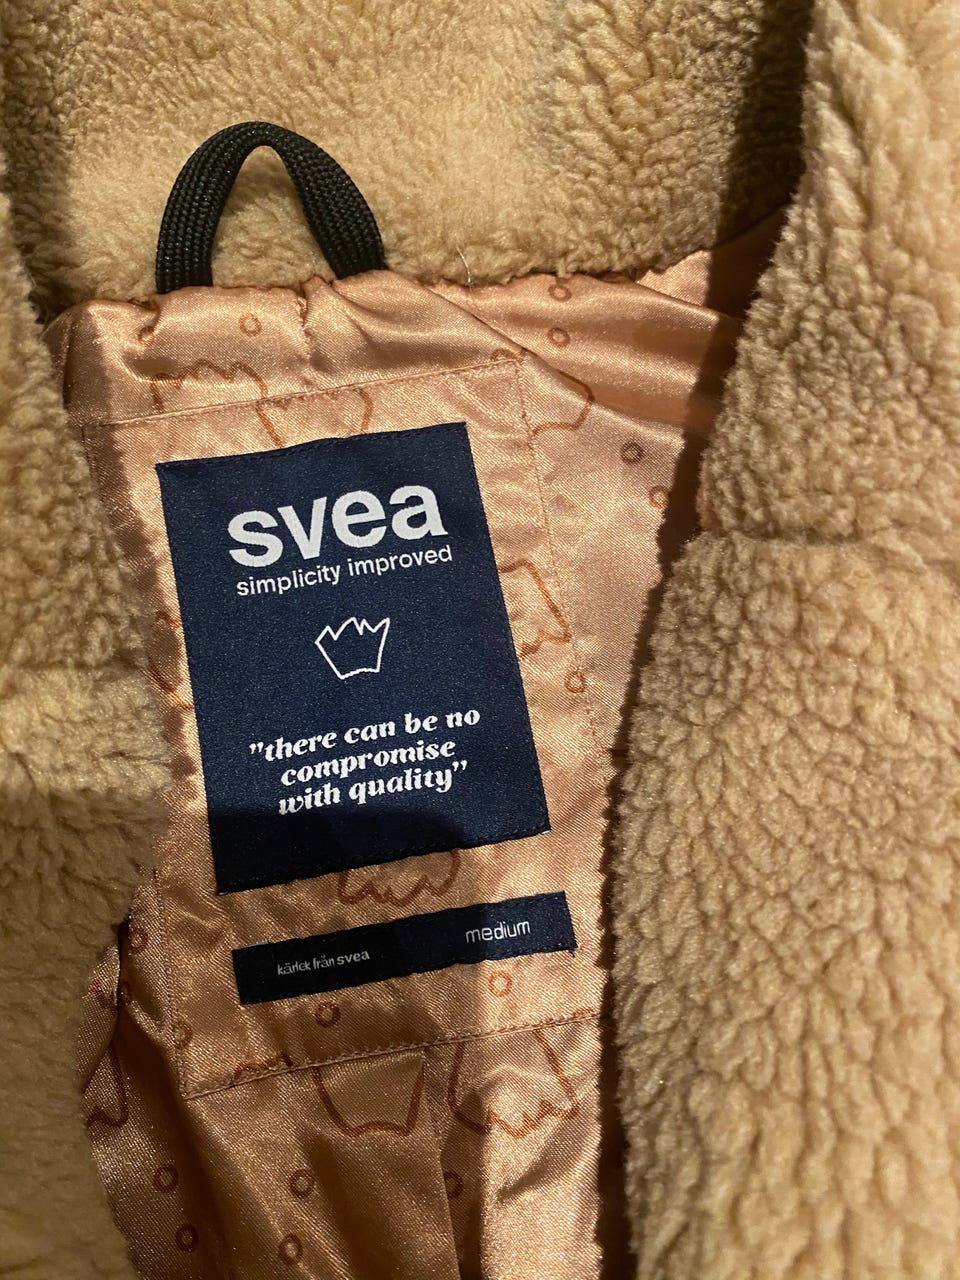 svea
simplicity improved
"there can be no
compromise
with quality"
kärlek från svea
medium